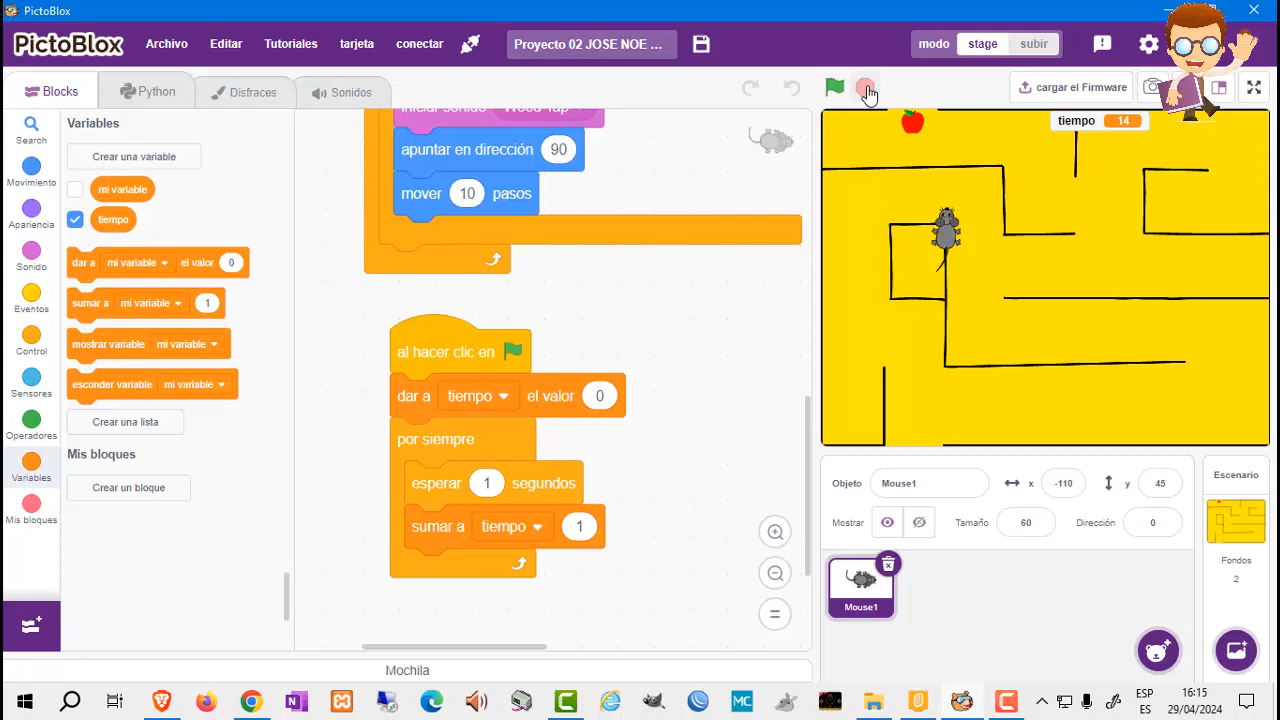 PictoBlox
PictoBlox
Archivo
Editar
Tutoriales
tarjeta
conectar
Proyecto 02 JOSE NOE ...
modo
stage
subir
Blocks
Python
Disfraces
Sonidos
cargar el Firmware
Search
Movimiento
Apariencia
Sonido
Eventos
Control
Sensores
Operadores
Variables
Mis bloques
Variables
Crear una variable
mi variable
tiempo
dar a mi variable el valor 0
sumar a mi variable 1
mostrar variable mi variable
esconder variable mi variable
Crear una lista
Mis bloques
Crear un bloque
apuntar en dirección 90
mover 10 pasos
al hacer clic en
dar a tiempo el valor 0
por siempre
esperar 1 segundos
sumar a tiempo 1
Mochila
tiempo 14
Objeto Mouse1 x -110 y 45
Mostrar Tamaño 60 Dirección 0
Mouse1
Escenario
Fondos
2
MC
ESP
ES
16:15
29/04/2024